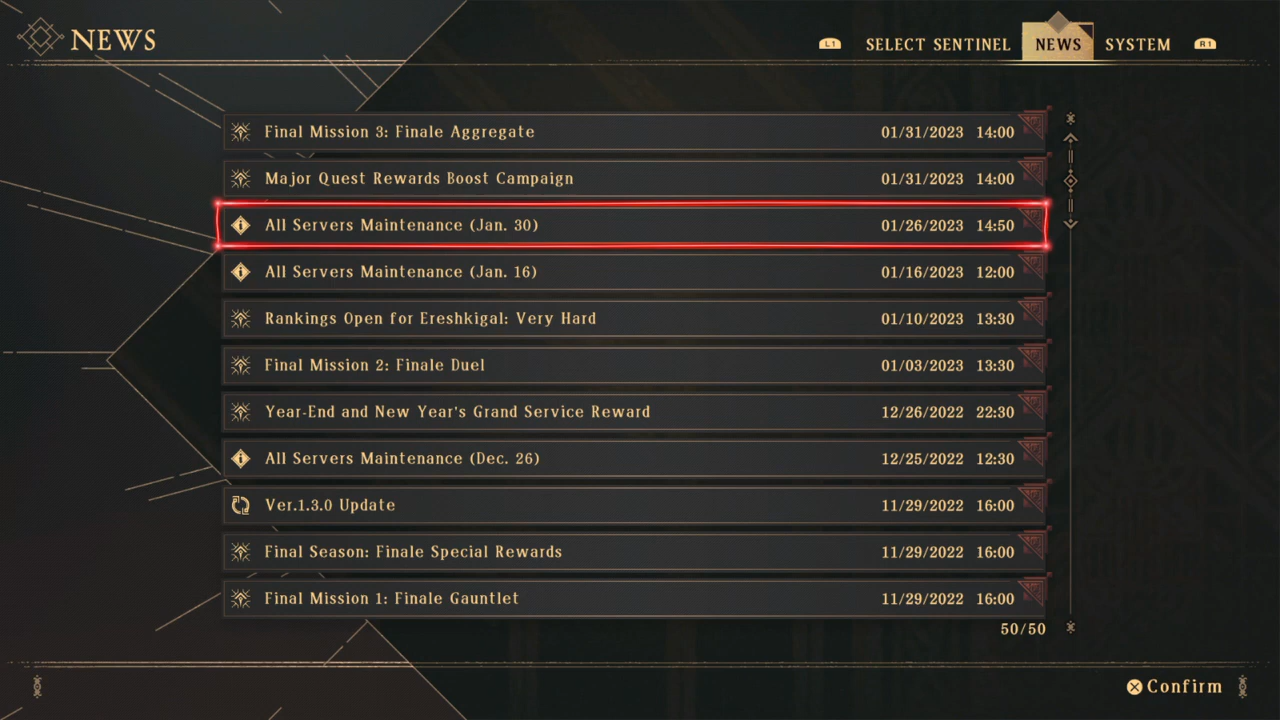 NEWS
L1 SELECT SENTINEL NEWS SYSTEM R1
Final Mission 3: Finale Aggregate 01/31/2023 14:00
Major Quest Rewards Boost Campaign 01/31/2023 14:00
All Servers Maintenance (Jan. 30) 01/26/2023 14:50
All Servers Maintenance (Jan. 16) 01/16/2023 12:00
Rankings Open for Ereshkigal: Very Hard 01/10/2023 13:30
Final Mission 2: Finale Duel 01/03/2023 13:30
Year-End and New Year's Grand Service Reward 12/26/2022 22:30
All Servers Maintenance (Dec. 26) 12/25/2022 12:30
Ver.1.3.0 Update 11/29/2022 16:00
Final Season: Finale Special Rewards 11/29/2022 16:00
Final Mission 1: Finale Gauntlet 11/29/2022 16:00
50/50
Confirm